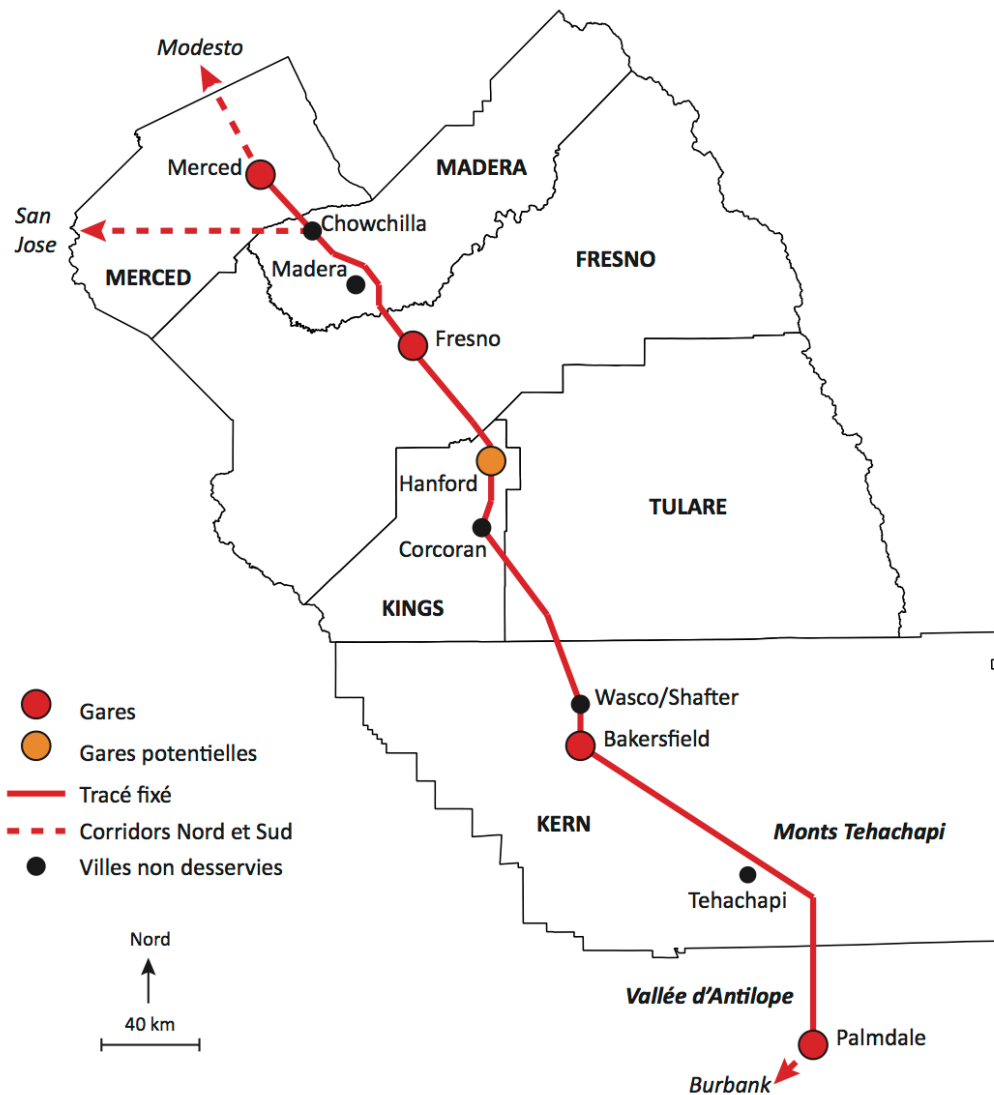 Modesto
Merced
MADERA
San
Jose
Chowchilla
MERCED
Madera
FRESNO
Fresno
Hanford
TULARE
Corcoran
KINGS
Wasco/Shafter
Bakersfield
Gares
Gares potentielles
Tracé fixé
Corridors Nord et Sud
Villes non desservies
KERN
Monts Tehachapi
Tehachapi
Nord
40 km
Vallée d'Antilope
Palmdale
Burbank